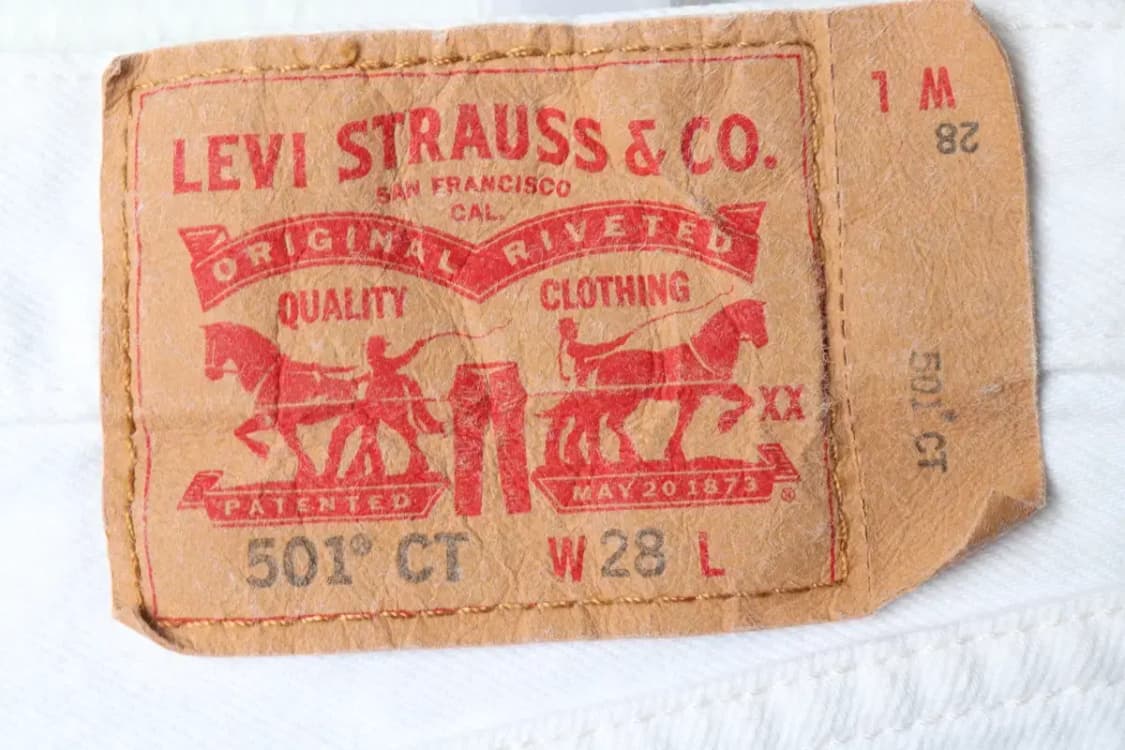 LEVI STRAUSS & CO.
SAN FRANCISCO
CAL.
ORIGINAL RIVETED
QUALITY CLOTHING
XX
PATENTED MAY 20 1873 ®
501® CT W 28 L
W L
28
501® CT